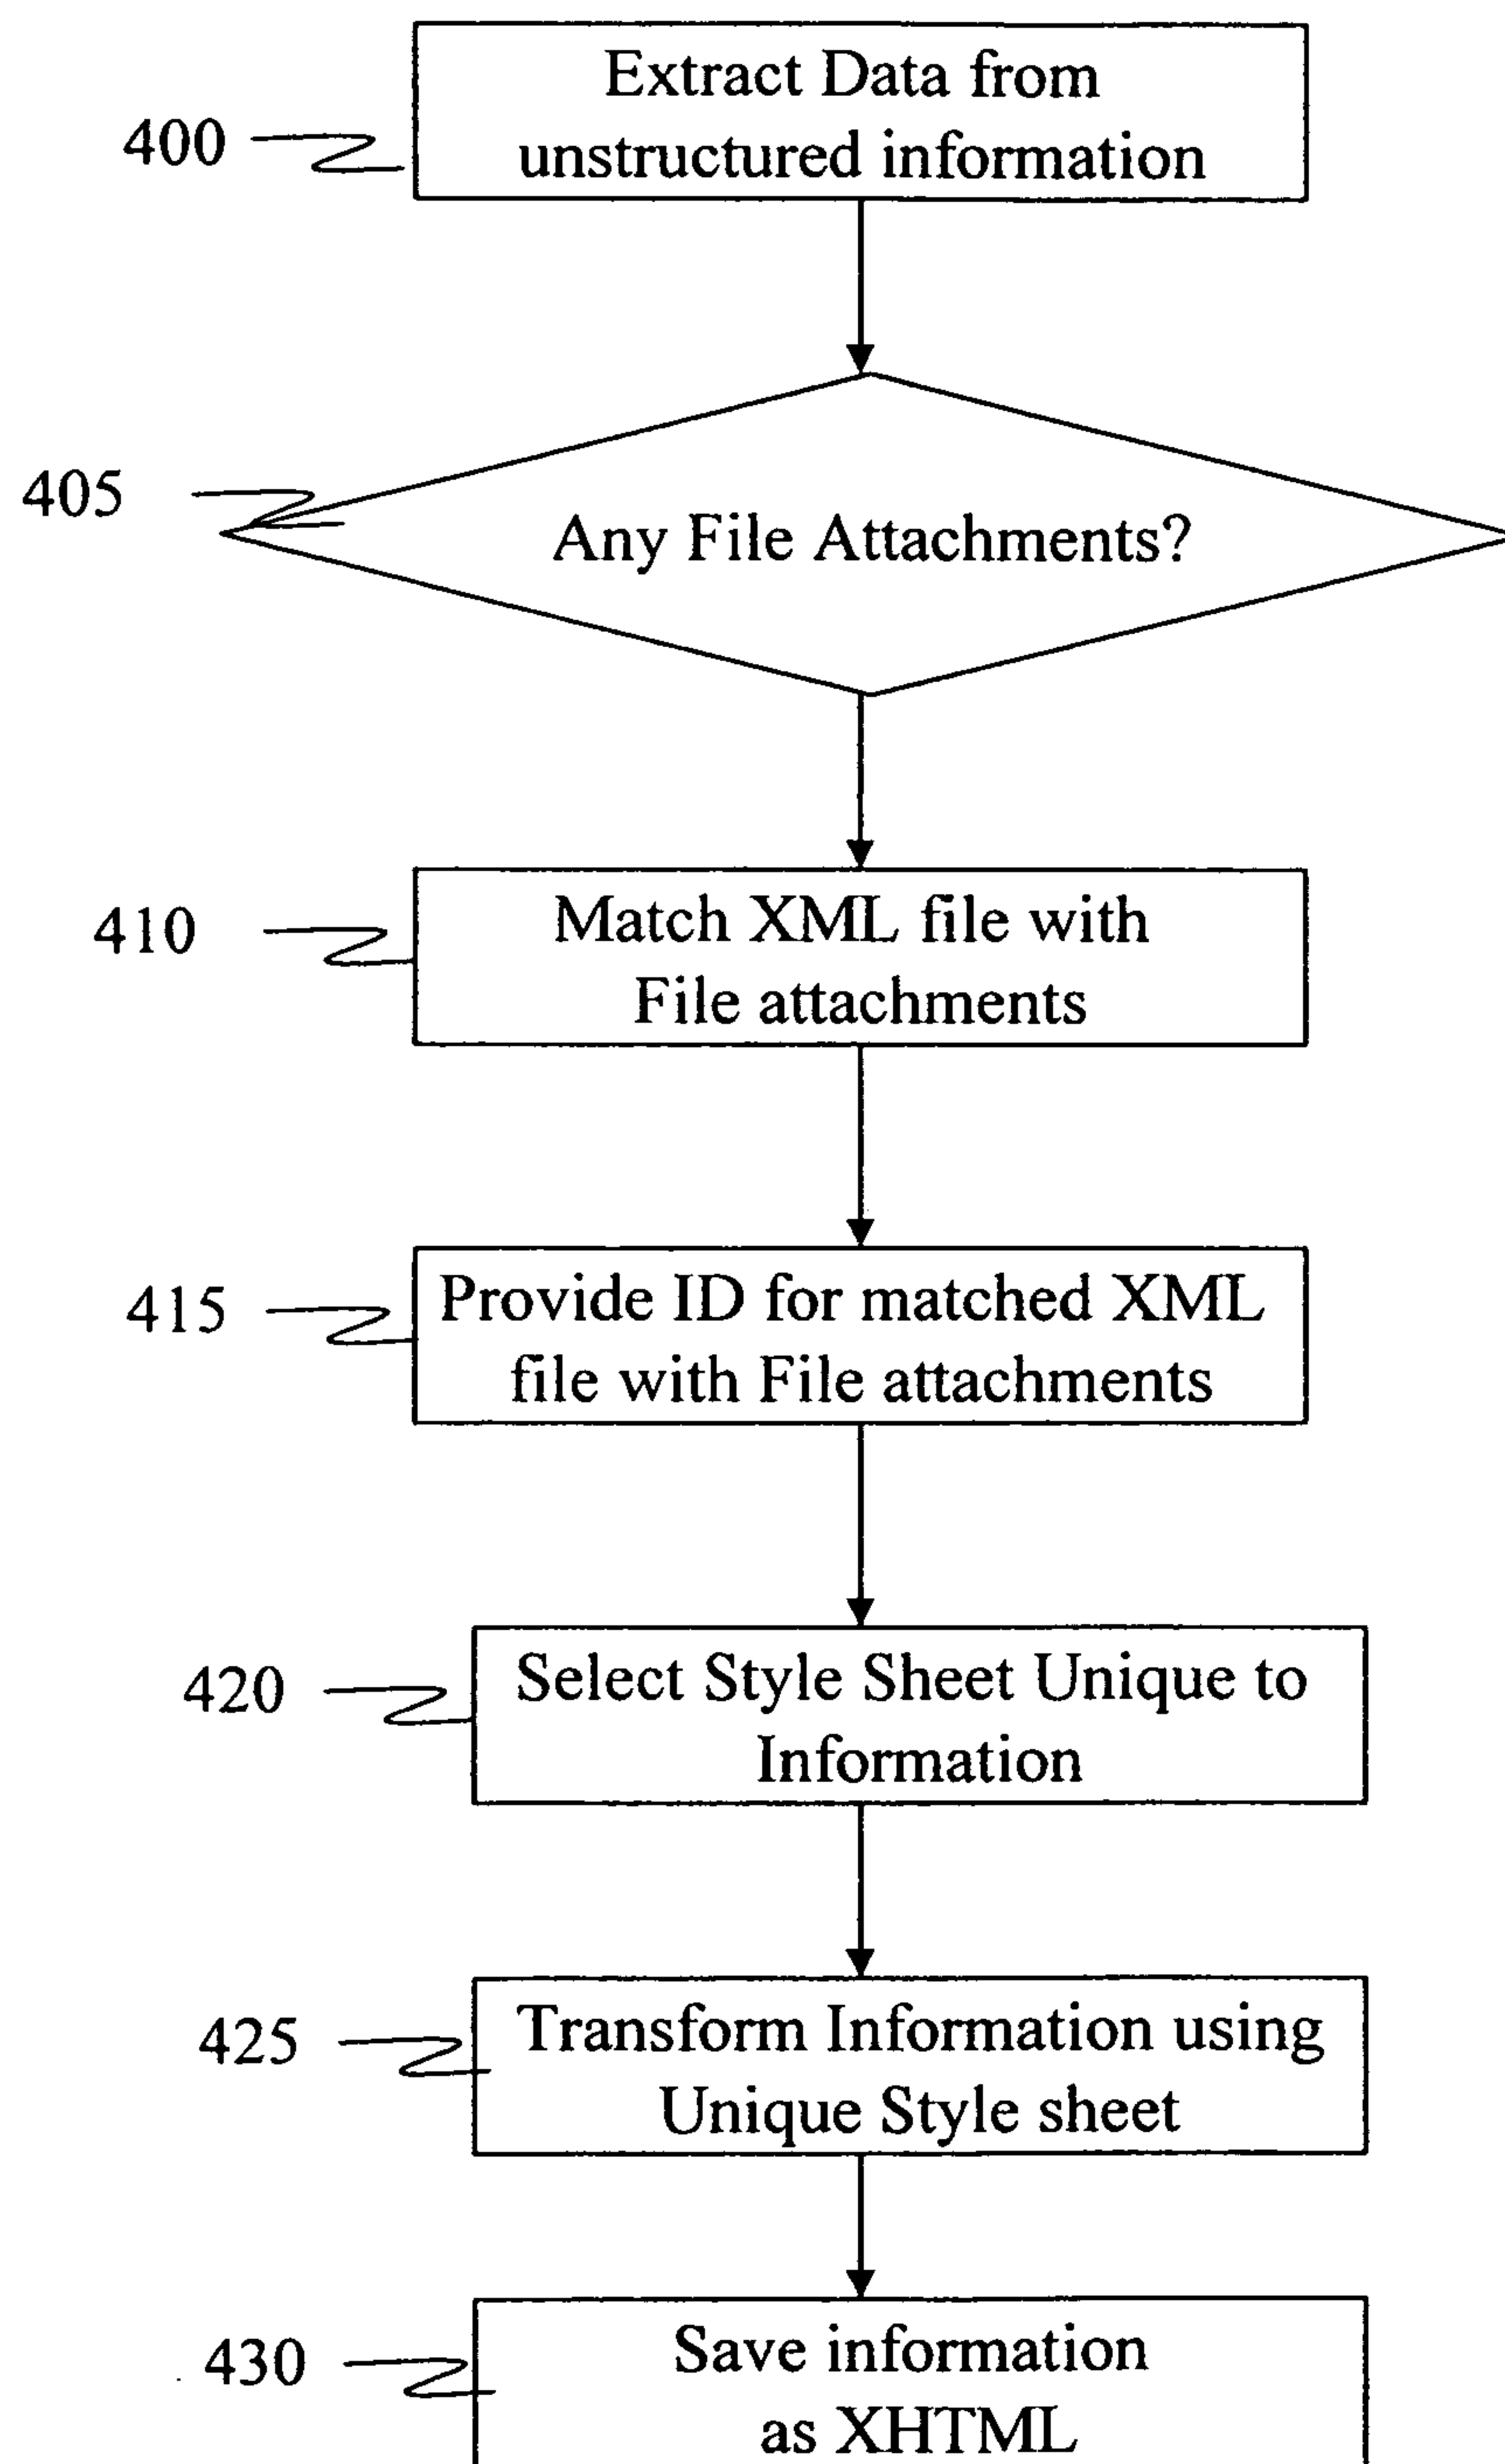 Extract Data from
400
unstructured information
405
Any File Attachments?
410
Match XML file with
File attachments
415
Provide ID for matched XML
file with File attachments
420
Select Style Sheet Unique to
Information
425
Transform Information using
Unique Style sheet
430
Save information
as XHTML